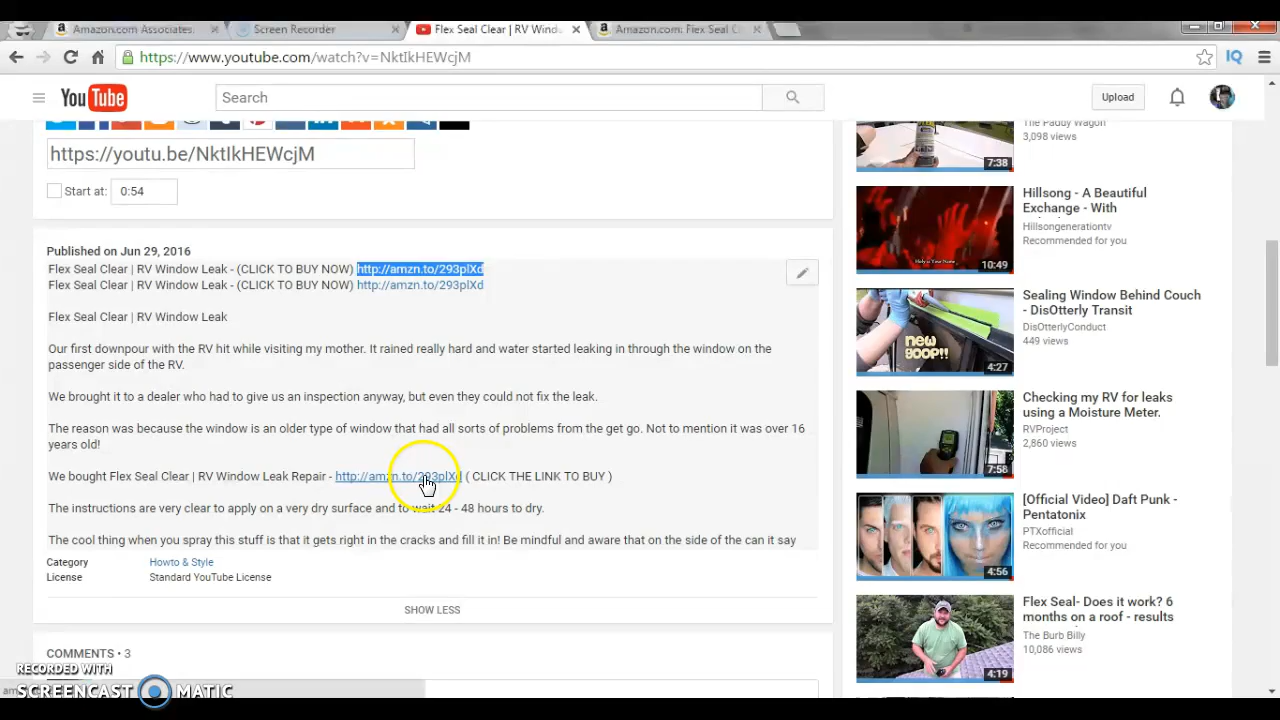 Amazon.com Associates.
Screen Recorder
Flex Seal Clear | RV Wind
Amazon.com: Flex Seal C
https://www.youtube.com/watch?v=NktIkHEWcjM
IQ
YouTube
Search
Upload
https://youtu.be/NktIkHEWcjM
Start at: 0:54
Published on Jun 29, 2016
Flex Seal Clear | RV Window Leak - (CLICK TO BUY NOW) http://amzn.to/293plXd
Flex Seal Clear | RV Window Leak - (CLICK TO BUY NOW) http://amzn.to/293plXd
Flex Seal Clear | RV Window Leak
Our first downpour with the RV hit while visiting my mother. It rained really hard and water started leaking in through the window on the
passenger side of the RV.
We brought it to a dealer who had to give us an inspection anyway, but even they could not fix the leak.
The reason was because the window is an older type of window that had all sorts of problems from the get go. Not to mention it was over 16
years old!
We bought Flex Seal Clear | RV Window Leak Repair - http://amzn.to/293plXd ( CLICK THE LINK TO BUY )
The instructions are very clear to apply on a very dry surface and to wait 24 - 48 hours to dry.
The cool thing when you spray this stuff is that it gets right in the cracks and fill it in! Be mindful and aware that on the side of the can it say
Category Howto & Style
License Standard YouTube License
SHOW LESS
COMMENTS • 3
The Paddy Wagon
3,098 views
7:38
Hillsong - A Beautiful
Exchange - With
Hillsonggenerationtv
Recommended for you
10:49
Sealing Window Behind Couch
- DisOtterly Transit
DisOtterlyConduct
449 views
NEW
GOOP!!
4:27
Checking my RV for leaks
using a Moisture Meter.
RVProject
2,860 views
7:58
[Official Video] Daft Punk -
Pentatonix
PTXofficial
Recommended for you
4:56
Flex Seal- Does it work? 6
months on a roof - results
The Burb Billy
10,086 views
4:19
RECORDED WITH
SCREENCAST MATIC